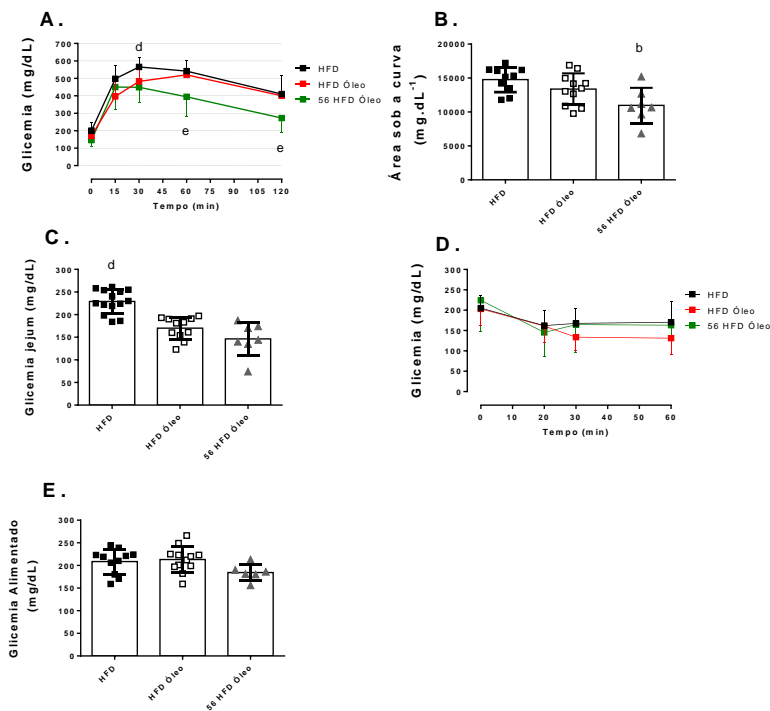 A.
Glicemia (mg/dL)
700
600
500
400
300
200
100
0
d
e
e
0 15 30 45 60 75 90 105 120
Tempo (min)
HFD
HFD Óleo
56 HFD Óleo
B.
Área sob a curva
(mg.dL⁻¹)
20000
15000
10000
5000
0
b
HFD
HFD Óleo
56 HFD Óleo
C.
Glicemia jejum (mg/dL)
300
250
200
150
100
50
0
d
HFD
HFD Óleo
56 HFD Óleo
D.
Glicemia (mg/dL)
300
250
200
150
100
50
0
0 10 20 30 40 50 60
Tempo (min)
HFD
HFD Óleo
56 HFD Óleo
E.
Glicemia Alimentado
(mg/dL)
300
250
200
150
100
50
0
HFD
HFD Óleo
56 HFD Óleo